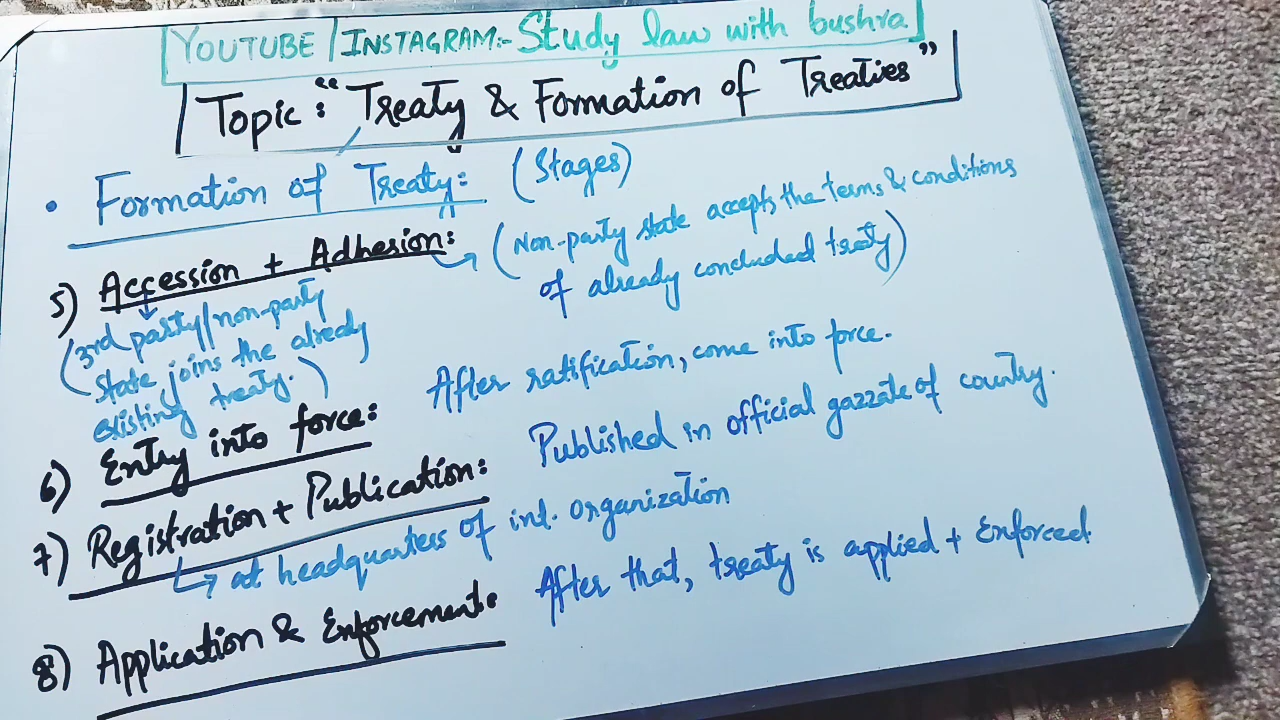 YOUTUBE / INSTAGRAM:- Study law with bushra
Topic: "Treaty & Formation of Treaties"
• Formation of Treaty: (Stages)
5) Accession + Adhesion: → (Non-party state accepts the terms & conditions
of already concluded treaty)
(3rd party/non-party
state joins the already
existing treaty.)
6) Entry into force: After ratification, come into force.
7) Registration + Publication: Published in official gazzate of country.
↳ at headquarters of int. organization
8) Application & Enforcement: After that, treaty is applied + Enforced.